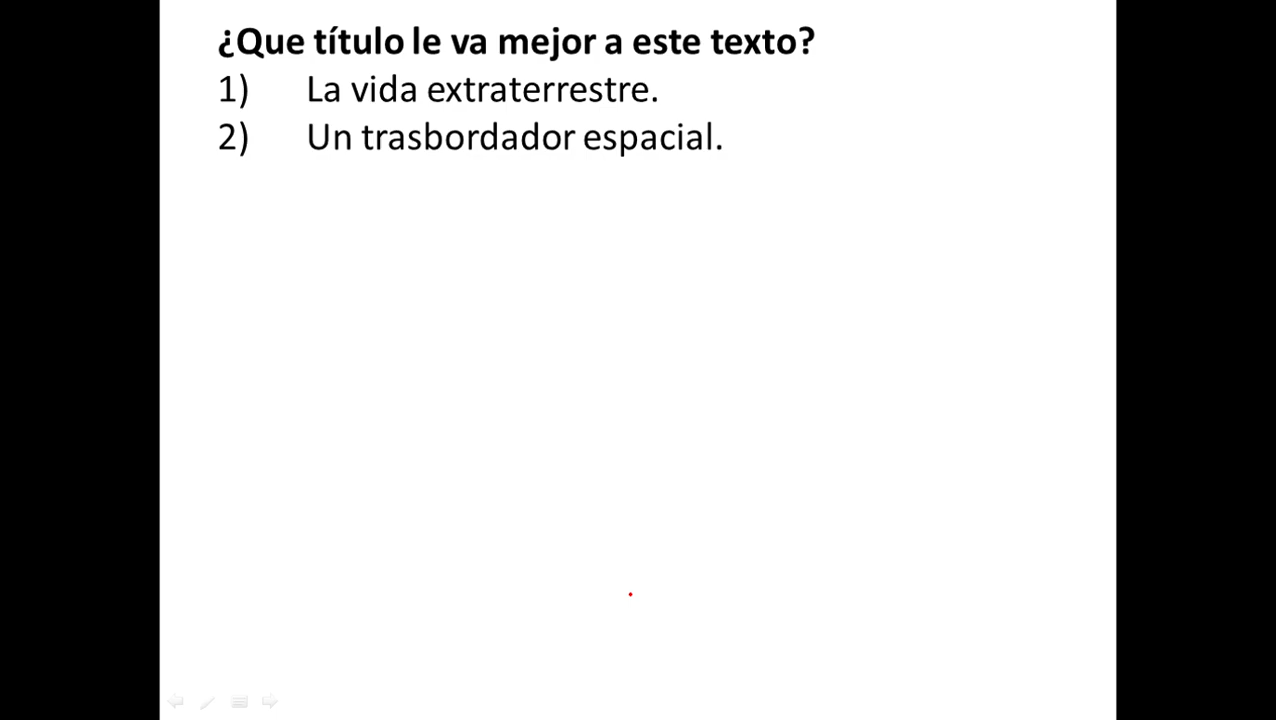 ¿Que título le va mejor a este texto?
1) La vida extraterrestre.
2) Un trasbordador espacial.